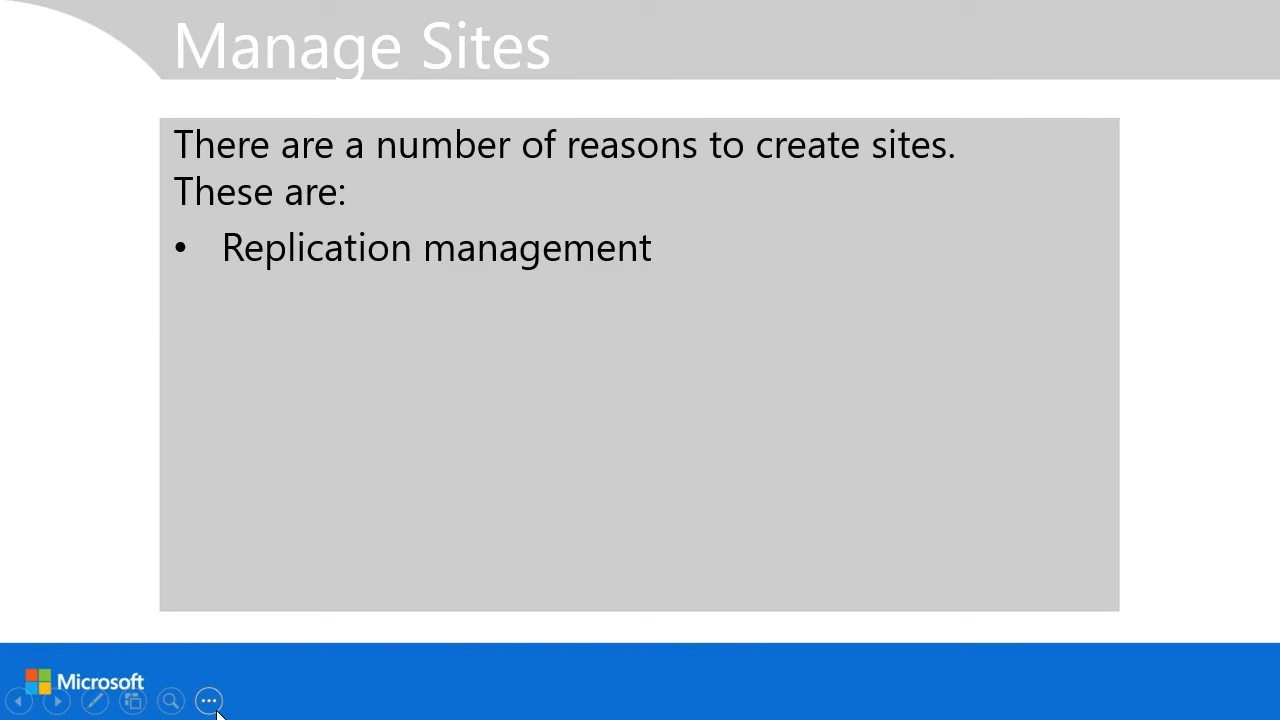 Manage Sites
There are a number of reasons to create sites.
These are:
• Replication management
Microsoft